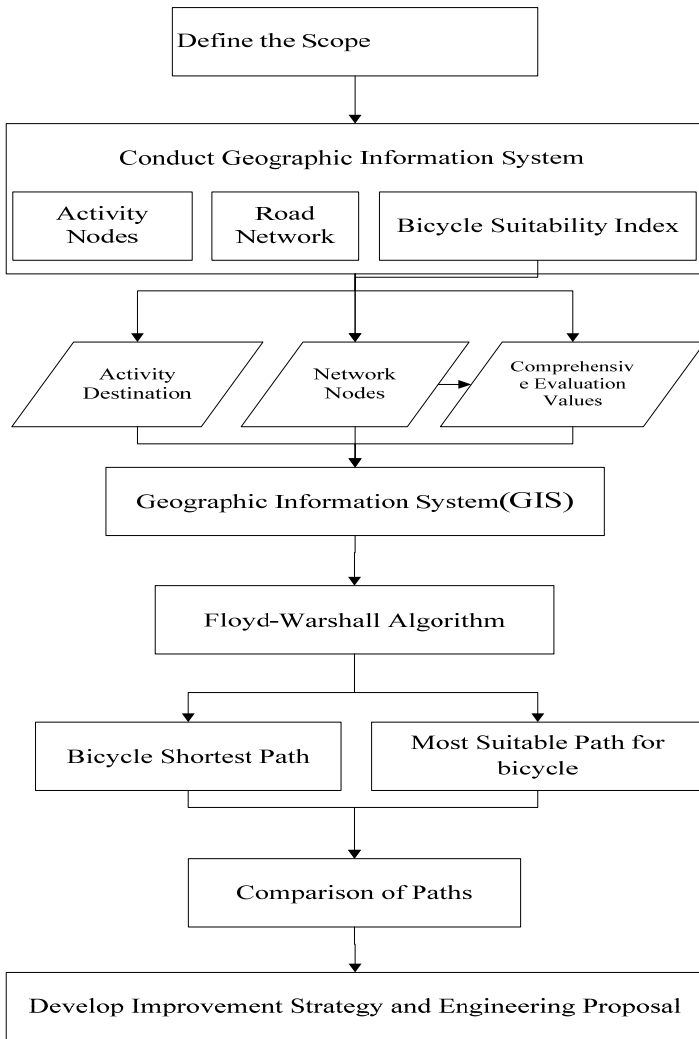 Define the Scope
Conduct Geographic Information System
Activity
Nodes
Road
Network
Bicycle Suitability Index
Activity
Destination
Network
Nodes
Comprehensiv
e Evaluation
Values
Geographic Information System(GIS)
Floyd-Warshall Algorithm
Bicycle Shortest Path
Most Suitable Path for
bicycle
Comparison of Paths
Develop Improvement Strategy and Engineering Proposal